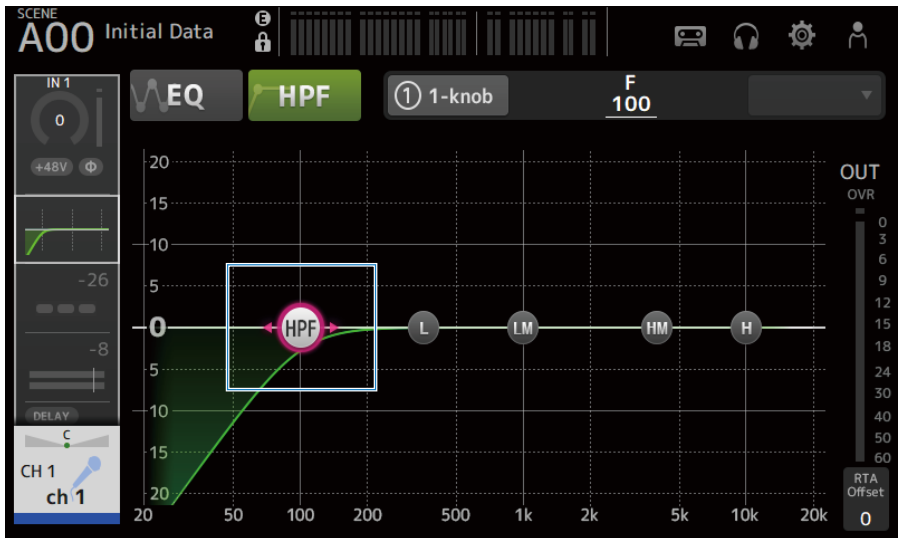 SCENE
A00 Initial Data
E
IN 1
0
+48V Φ
-26
-8
DELAY
C
CH 1
ch 1
EQ
HPF
1 1-knob
F
100
20
15
10
5
0
5
10
15
20
HPF
L
LM
HM
H
20 50 100 200 500 1k 2k 5k 10k 20k
OUT
OVR
0
3
6
9
12
15
18
24
30
40
50
60
RTA
Offset
0